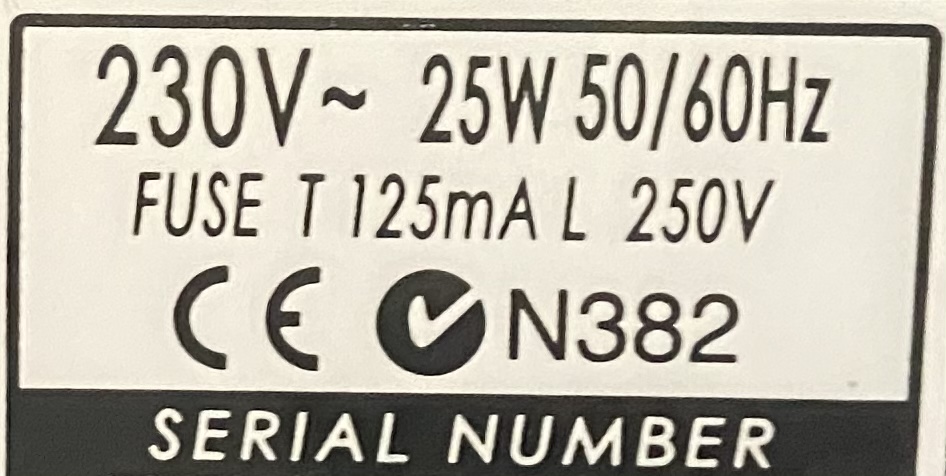 230V~ 25W 50/60Hz
FUSE T 125mA L 250V
CE N382
SERIAL NUMBER